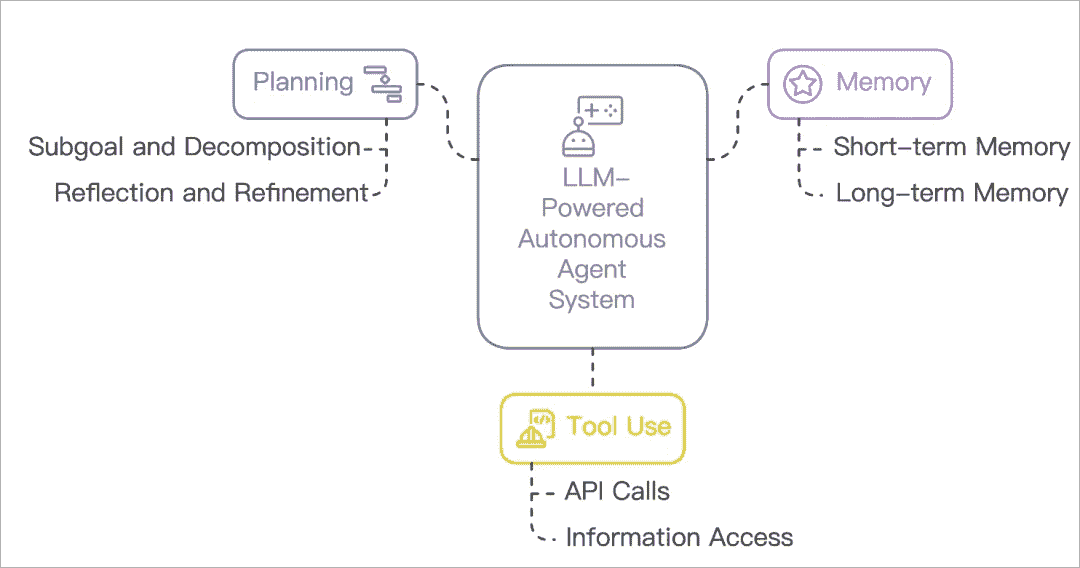 Planning
Subgoal and Decomposition
Reflection and Refinement
LLM-
Powered
Autonomous
Agent
System
Memory
Short-term Memory
Long-term Memory
Tool Use
API Calls
Information Access